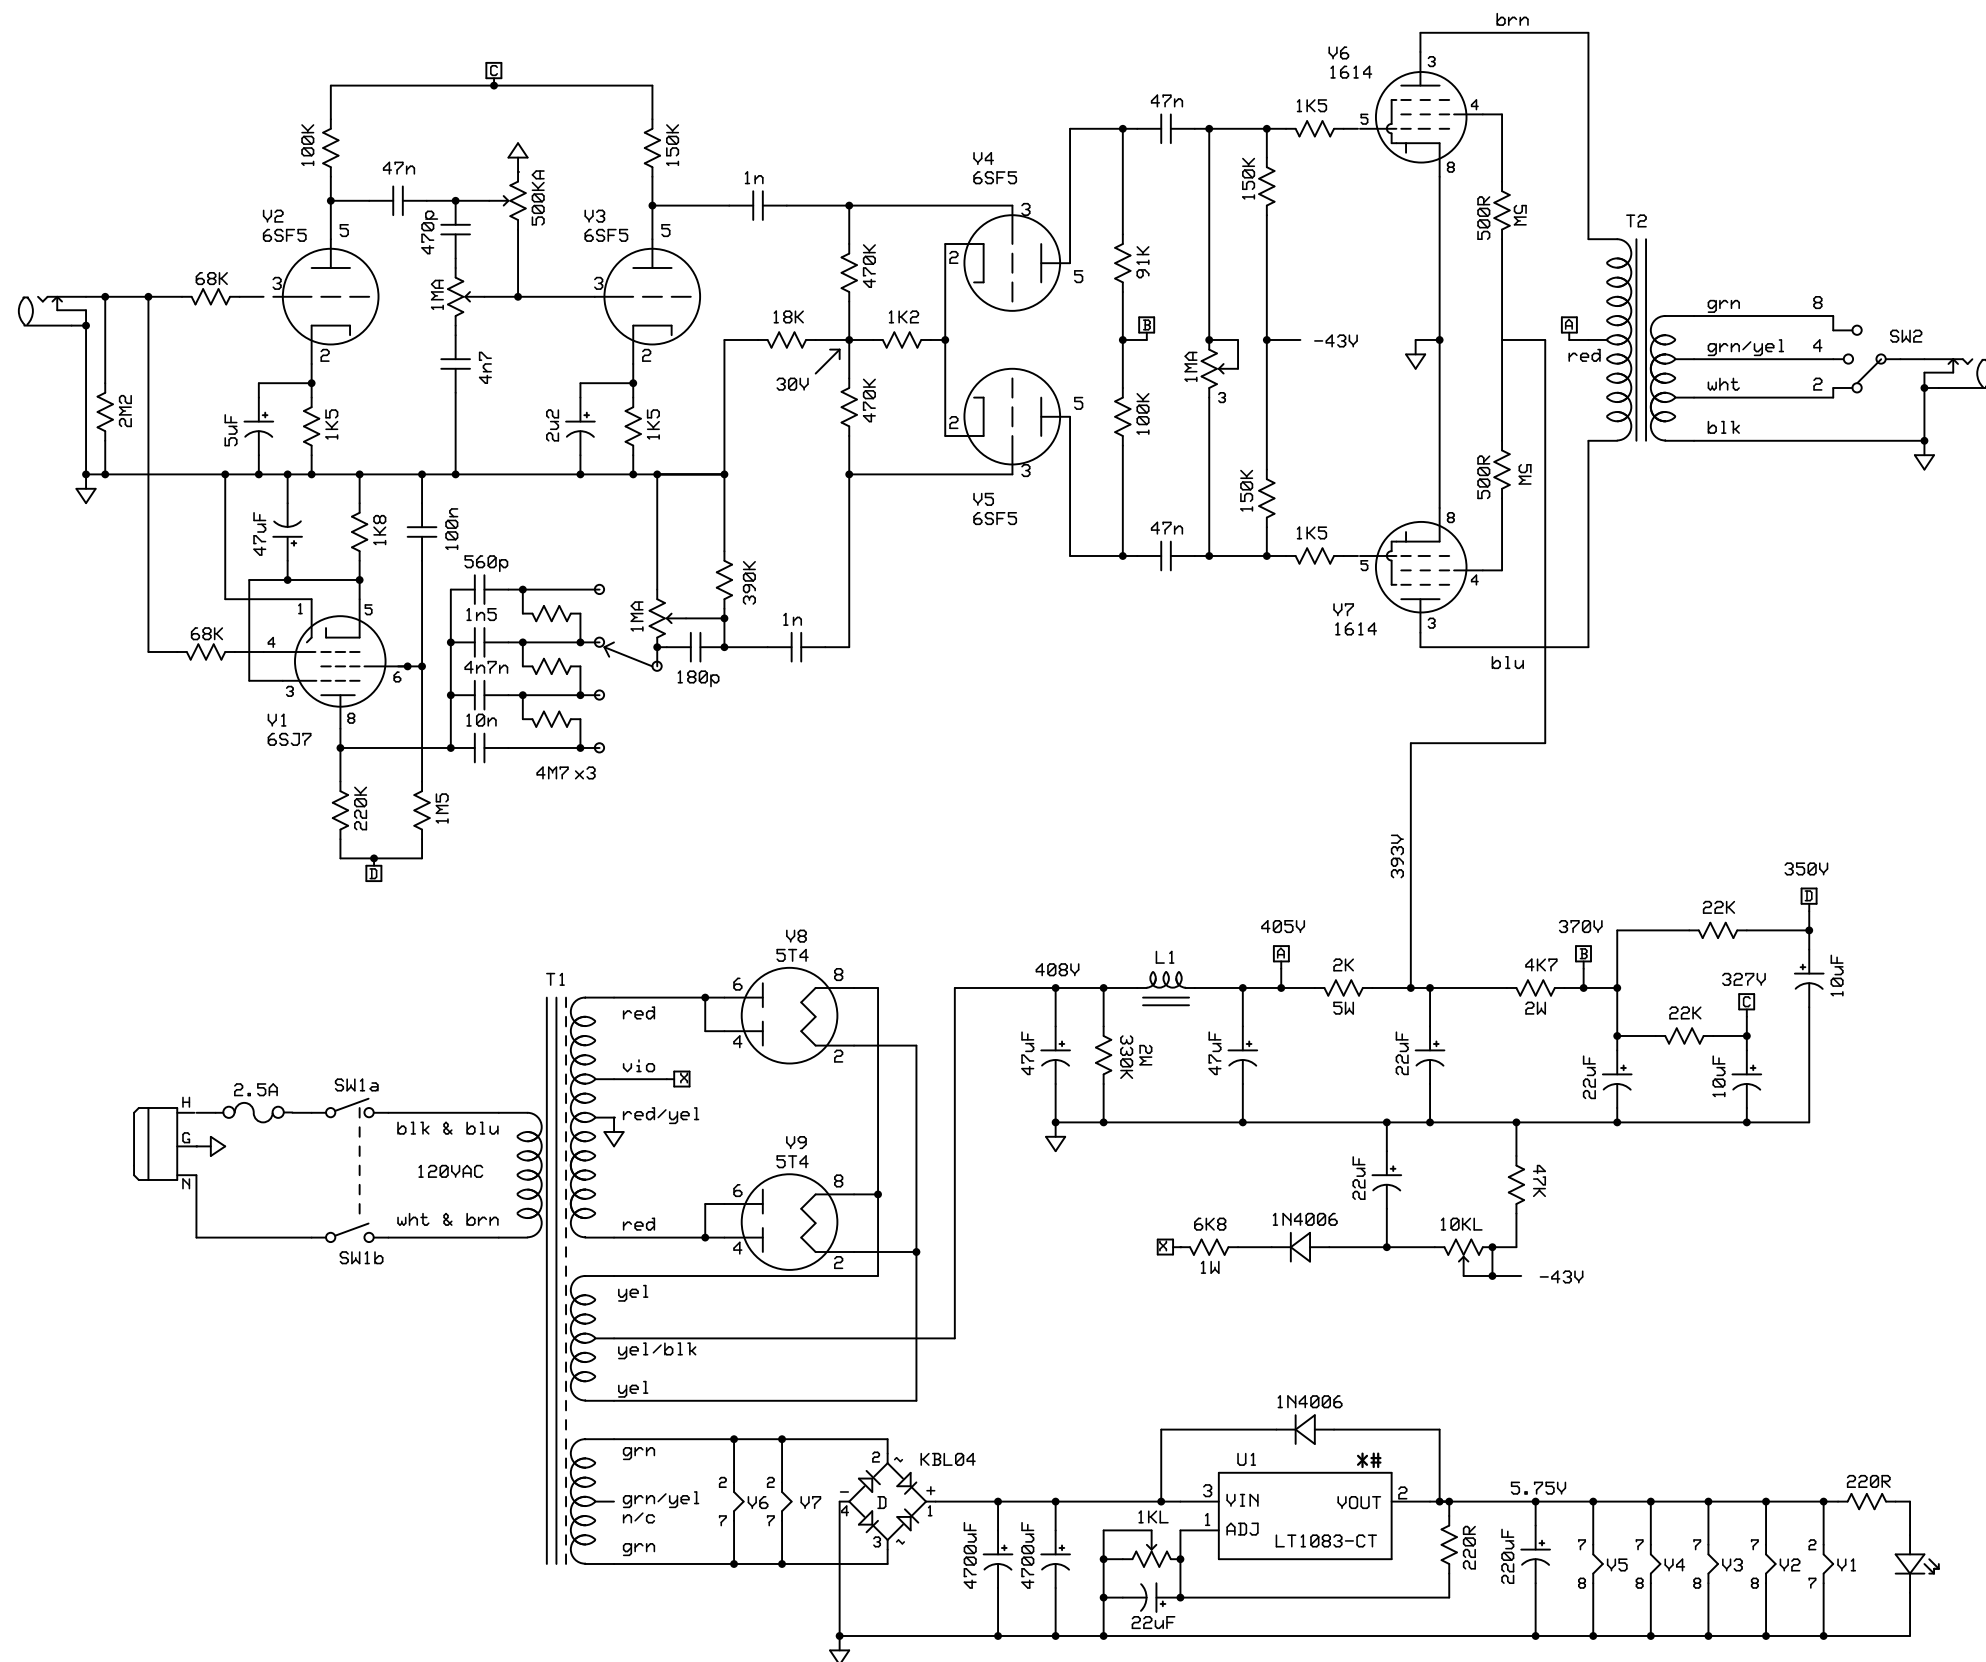 brn
V6
1614
3
4
5
8
C
100K
150K
47n
470p
500KA
V2
6SF5
5
3
2
V3
6SF5
5
3
2
1n
V4
6SF5
3
2
5
47n
1K5
150K
500R
5W
T2
68K
1MA
470K
91K
18K
1K2
30V
B
1MA
3
-43V
A
red
grn
8
grn/yel
4
wht
2
blk
SW2
2M2
5uF
1K5
4n7
2u2
1K5
470K
2
5
3
100K
V5
6SF5
150K
500R
5W
47n
1K5
8
5
4
3
V7
1614
blu
47uF
1K8
100n
1
5
4
3
6
8
68K
V1
6SJ7
560p
1n5
4n7n
10n
4M7 x3
1MA
390K
180p
1n
220K
1M5
D
393V
350V
D
22K
10uF
405V
A
370V
B
327V
C
408V
L1
2K
5W
4K7
2W
22K
47uF
330K
2W
47uF
22uF
22uF
10uF
T1
V8
5T4
6
4
8
2
red
vio
X
red/yel
V9
5T4
6
4
8
2
red
H
G
N
2.5A
SW1a
blk & blu
120VAC
wht & brn
SW1b
22uF
47K
X
6K8
1W
1N4006
10KL
-43V
yel
yel/blk
yel
grn
grn/yel
n/c
grn
2
V6
7
2
V7
7
2 ~
KBL04
-
4
D
+
1
3 ~
4700uF
4700uF
1N4006
U1
*#
3
VIN
VOUT
2
1
ADJ
LT1083-CT
1KL
22uF
220R
5.75V
220uF
7
V5
8
7
V4
8
7
V3
8
7
V2
8
2
V1
7
220R